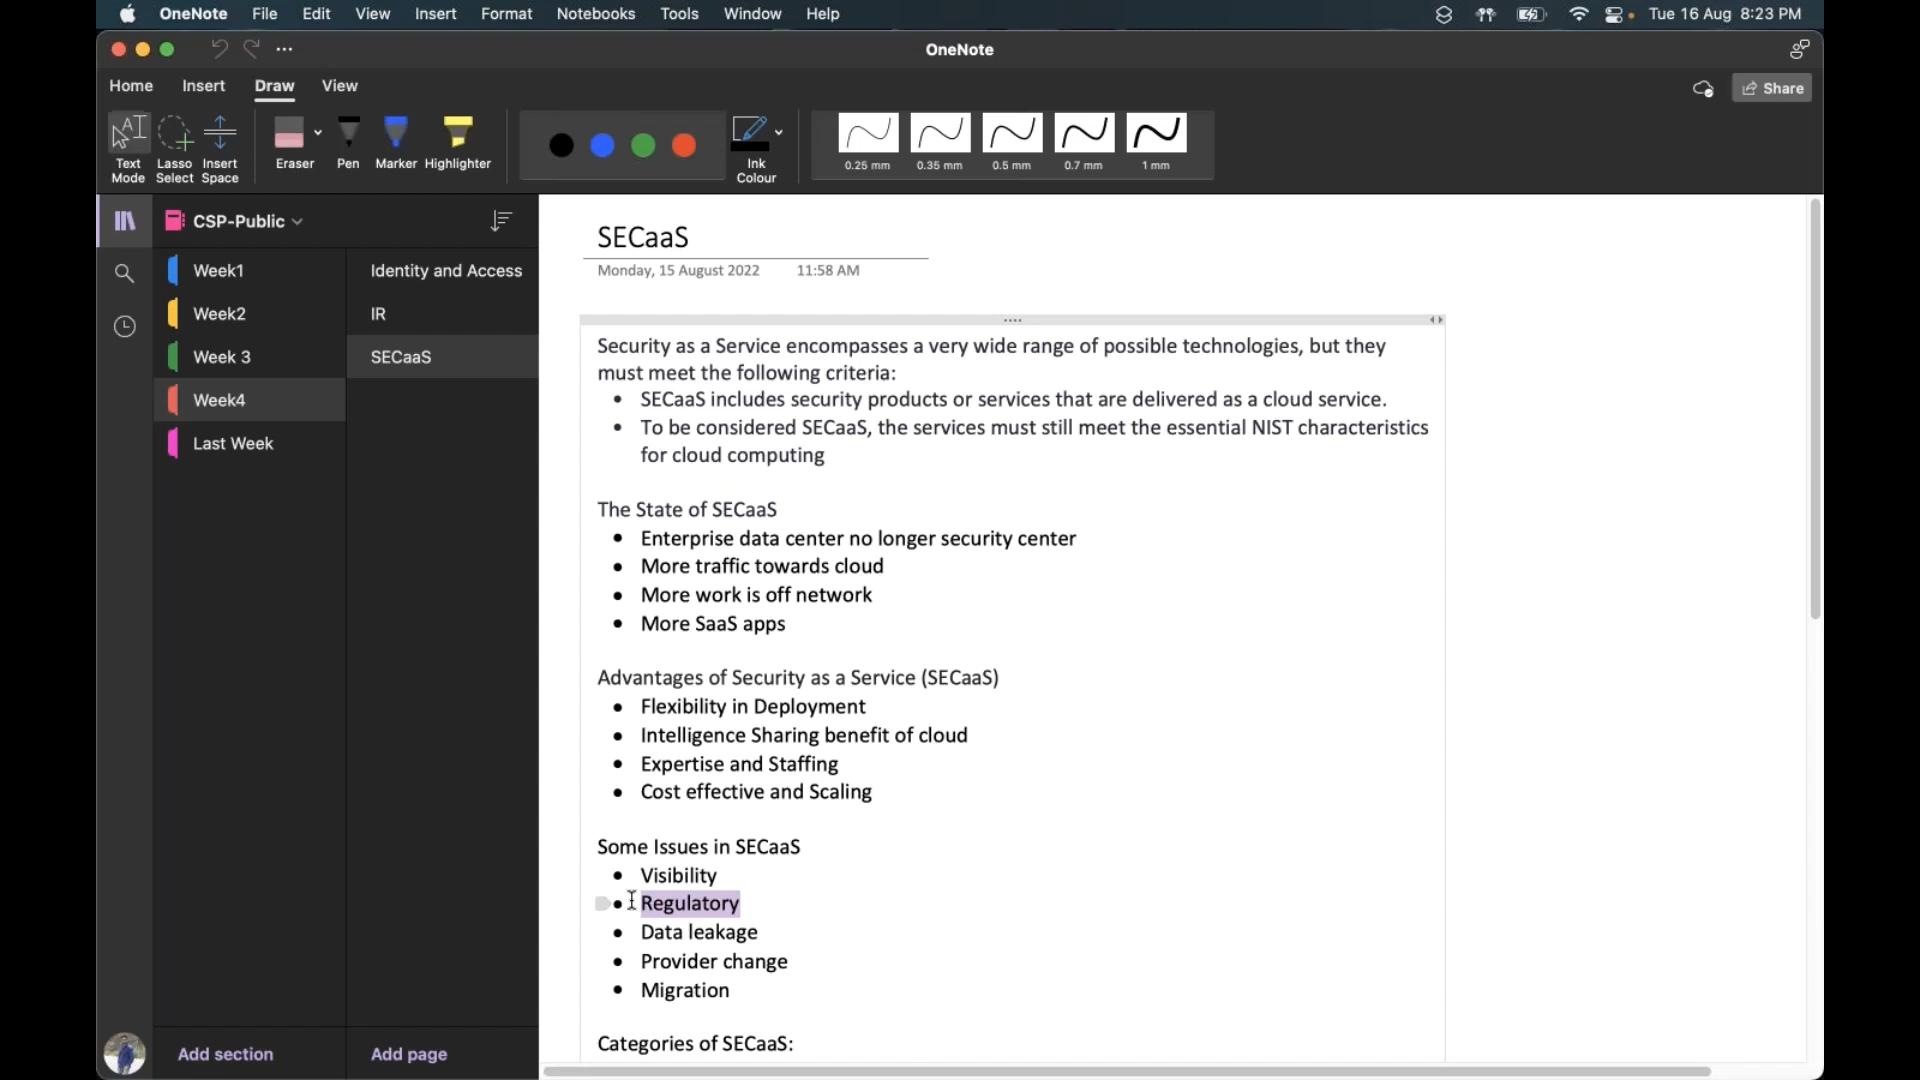 OneNote File Edit View Insert Format Notebooks Tools Window Help Tue 16 Aug 8:23 PM
OneNote
Home Insert Draw View Share
Text Mode
Lasso Select
Insert Space
Eraser
Pen
Marker
Highlighter
Ink Colour
0.25 mm
0.35 mm
0.5 mm
0.7 mm
1 mm
CSP-Public
Week1
Week2
Week 3
Week4
Last Week
Add section
Identity and Access
IR
SECaaS
Add page
SECaaS
Monday, 15 August 2022 11:58 AM
Security as a Service encompasses a very wide range of possible technologies, but they
must meet the following criteria:
• SECaaS includes security products or services that are delivered as a cloud service.
• To be considered SECaaS, the services must still meet the essential NIST characteristics
for cloud computing
The State of SECaaS
• Enterprise data center no longer security center
• More traffic towards cloud
• More work is off network
• More SaaS apps
Advantages of Security as a Service (SECaaS)
• Flexibility in Deployment
• Intelligence Sharing benefit of cloud
• Expertise and Staffing
• Cost effective and Scaling
Some Issues in SECaaS
• Visibility
• Regulatory
• Data leakage
• Provider change
• Migration
Categories of SECaaS: